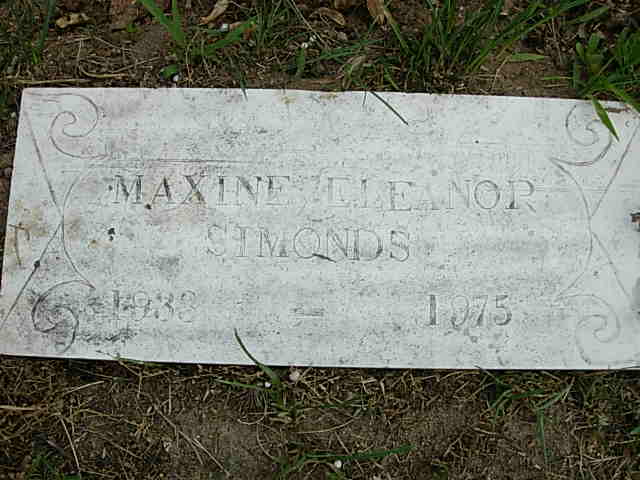 MAXINE ELEANOR
SIMONDS
1938 — 1975